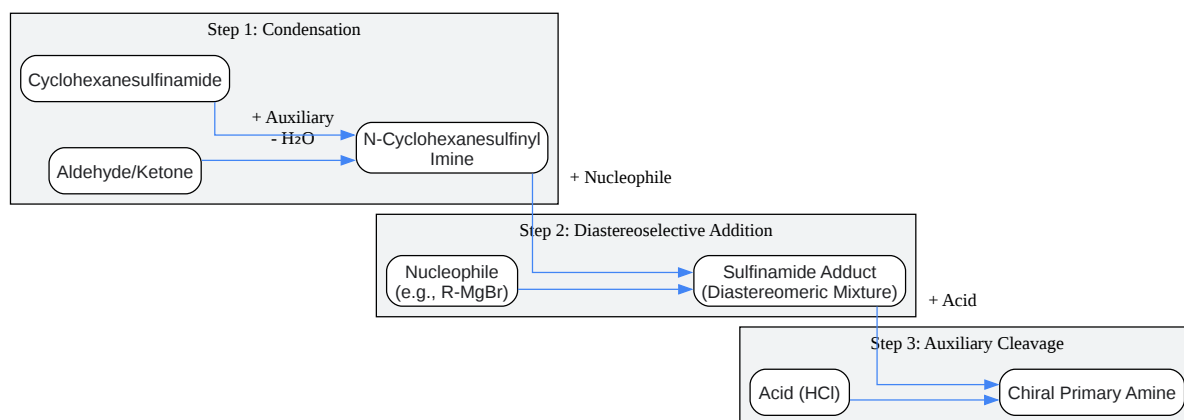 Step 1: Condensation
Cyclohexanesulfinamide
+ Auxiliary
- H₂O
N-Cyclohexanesulfinyl
Imine
Aldehyde/Ketone
+ Nucleophile
Step 2: Diastereoselective Addition
Nucleophile
(e.g., R-MgBr)
Sulfinamide Adduct
(Diastereomeric Mixture)
+ Acid
Step 3: Auxiliary Cleavage
Acid (HCl)
Chiral Primary Amine